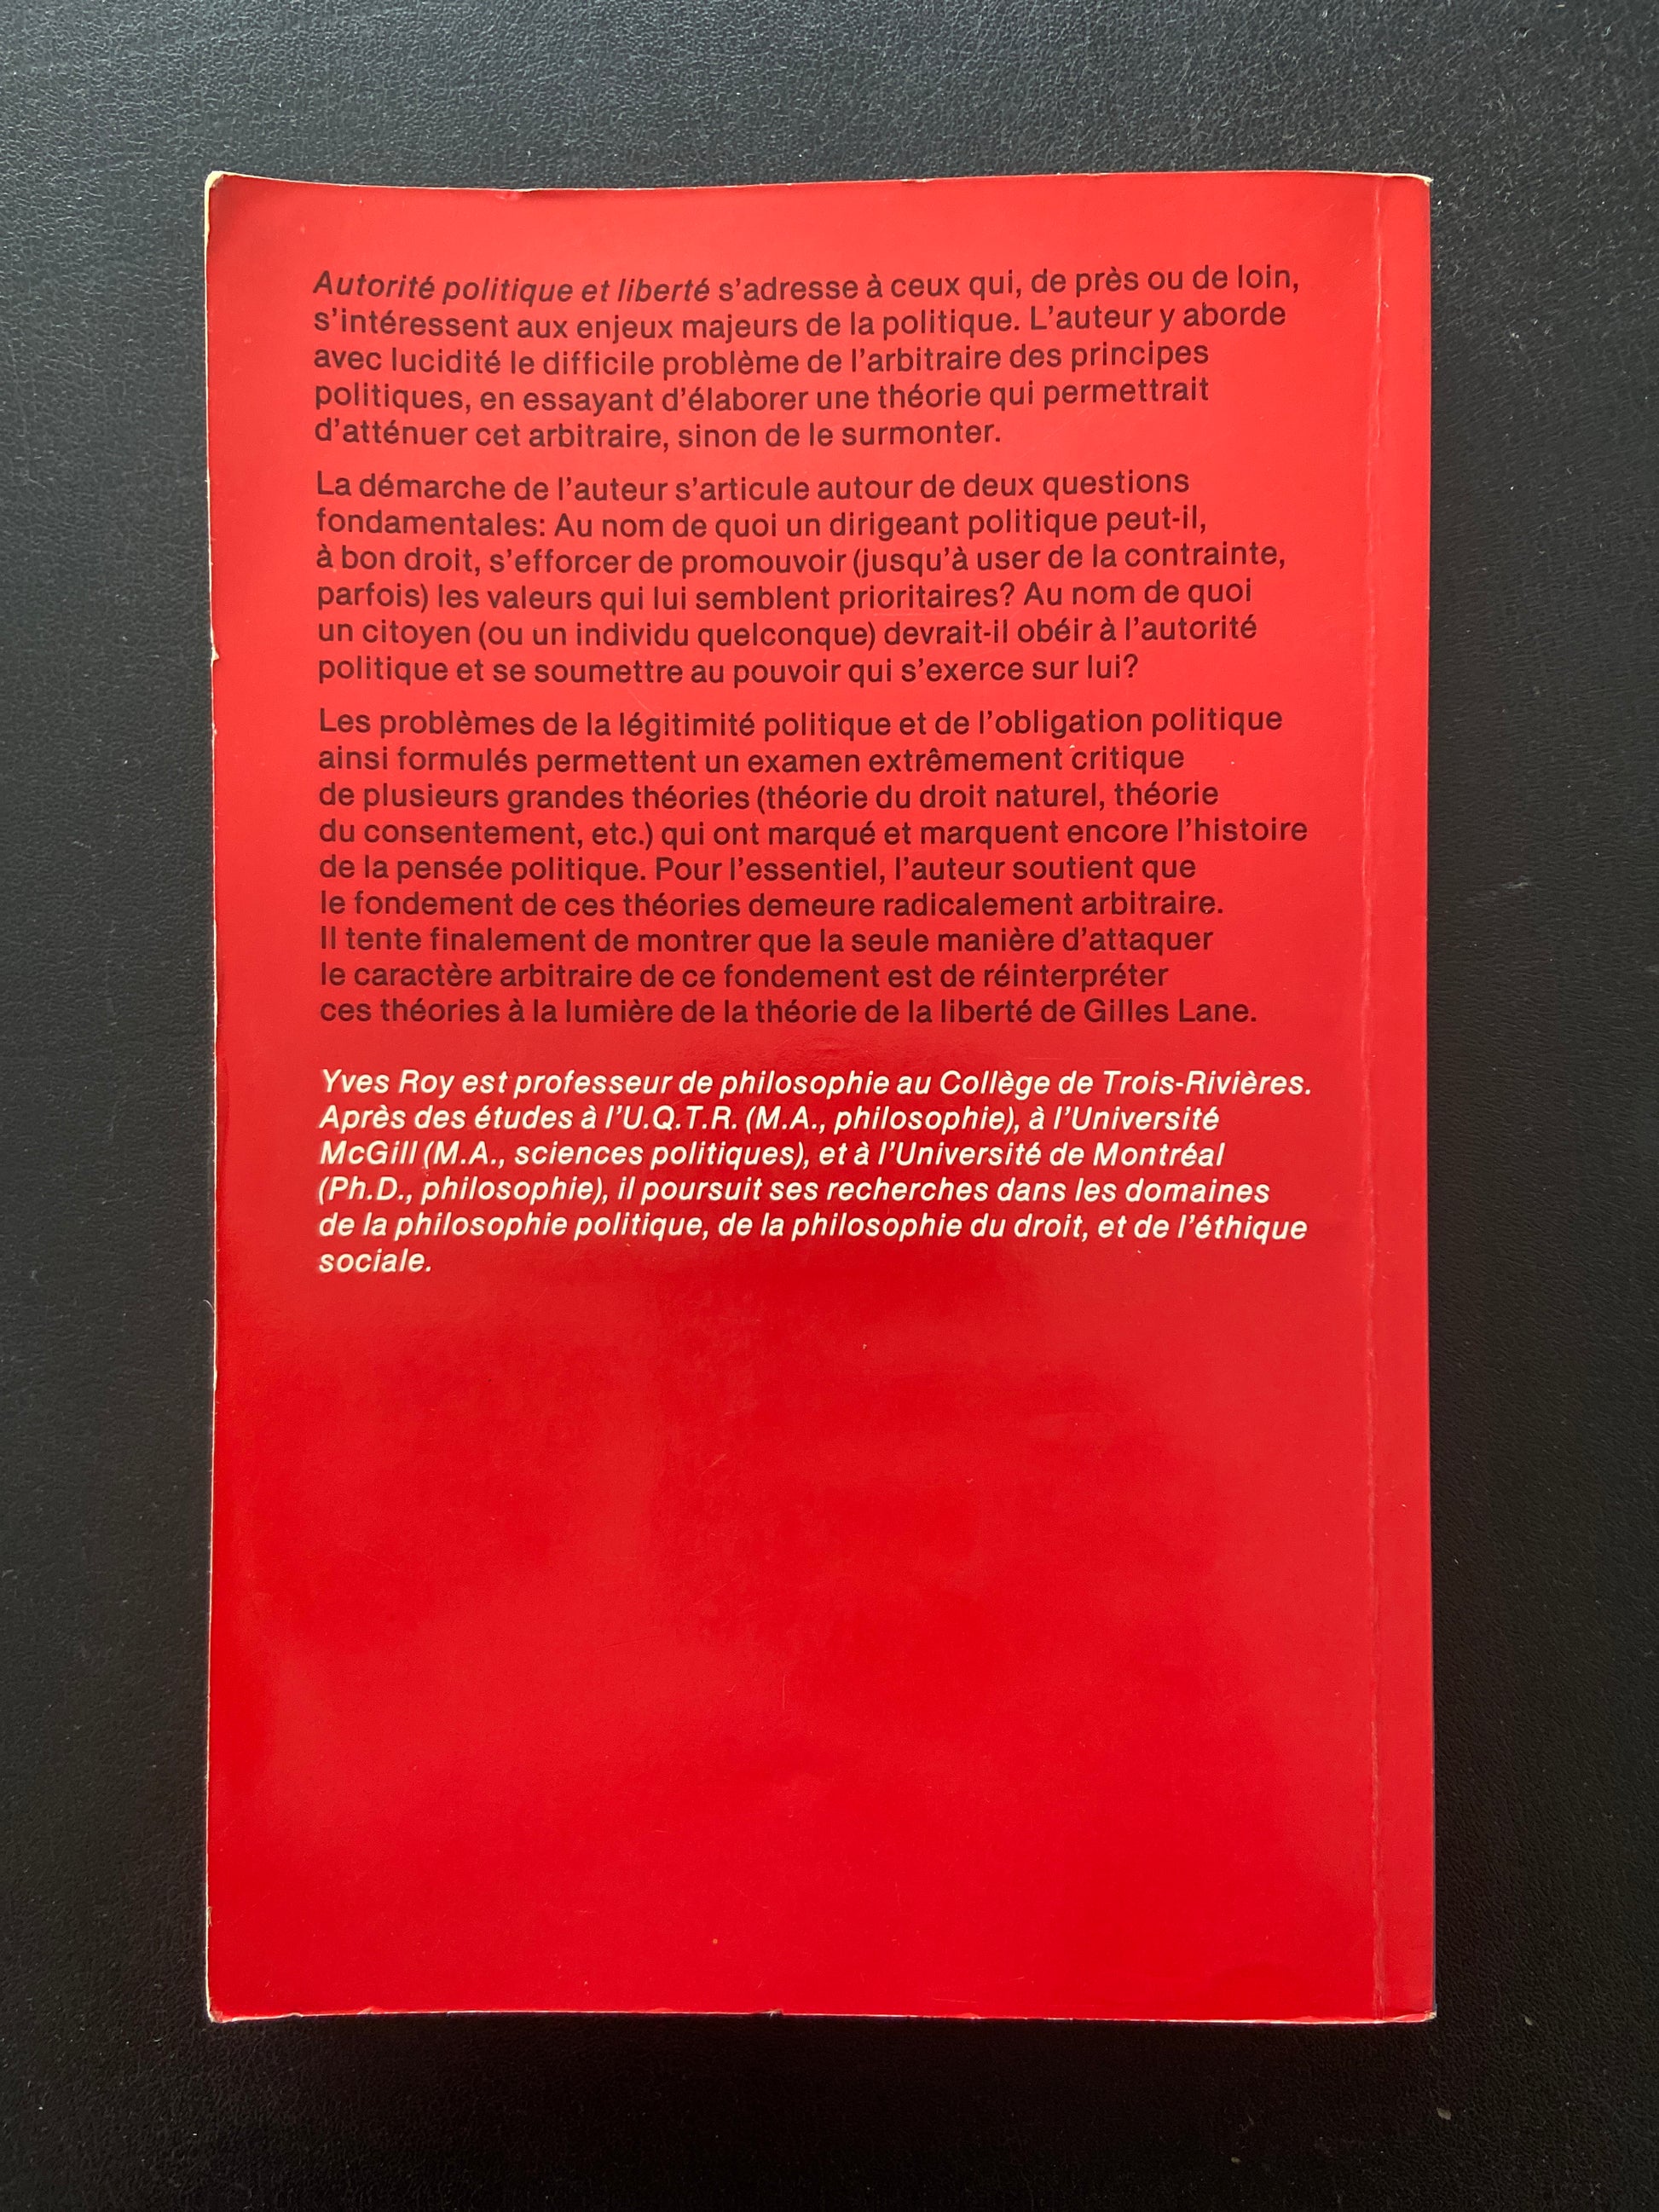 Autorité politique et liberté s'adresse à ceux qui, de près ou de loin,
s'intéressent aux enjeux majeurs de la politique. L'auteur y aborde
avec lucidité le difficile problème de l'arbitraire des principes
politiques, en essayant d'élaborer une théorie qui permettrait
d'atténuer cet arbitraire, sinon de le surmonter.
La démarche de l'auteur s'articule autour de deux questions
fondamentales: Au nom de quoi un dirigeant politique peut-il,
à bon droit, s'efforcer de promouvoir (jusqu'à user de la contrainte,
parfois) les valeurs qui lui semblent prioritaires? Au nom de quoi
un citoyen (ou un individu quelconque) devrait-il obéir à l'autorité
politique et se soumettre au pouvoir qui s'exerce sur lui?
Les problèmes de la légitimité politique et de l'obligation politique
ainsi formulés permettent un examen extrêmement critique
de plusieurs grandes théories (théorie du droit naturel, théorie
du consentement, etc.) qui ont marqué et marquent encore l'histoire
de la pensée politique. Pour l'essentiel, l'auteur soutient que
le fondement de ces théories demeure radicalement arbitraire.
Il tente finalement de montrer que la seule manière d'attaquer
le caractère arbitraire de ce fondement est de réinterpréter
ces théories à la lumière de la théorie de la liberté de Gilles Lane.
Yves Roy est professeur de philosophie au Collège de Trois-Rivières.
Après des études à l'U.Q.T.R. (M.A., philosophie), à l'Université
McGill (M.A., sciences politiques), et à l'Université de Montréal
(Ph.D., philosophie), il poursuit ses recherches dans les domaines
de la philosophie politique, de la philosophie du droit, et de l'éthique
sociale.